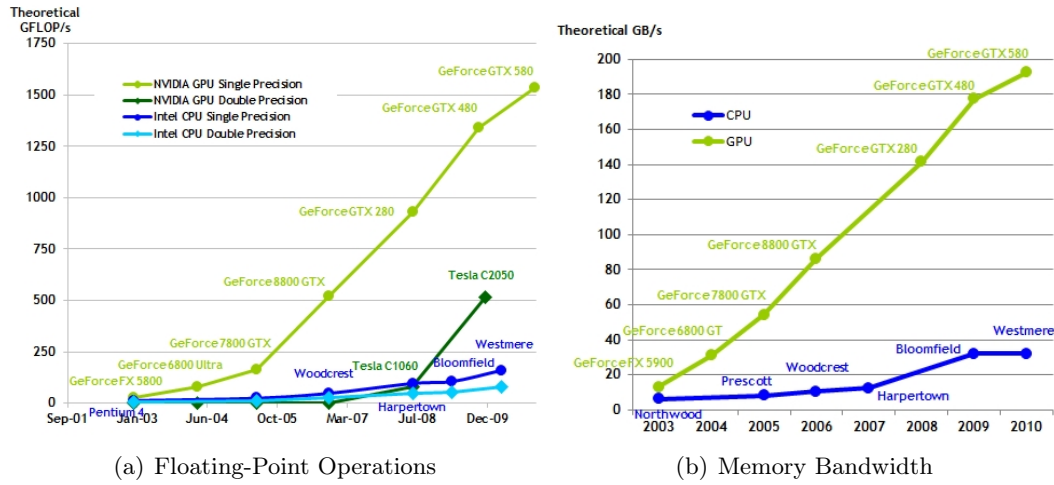 Theoretical
GFLOP/s
1750
1500
1250
1000
750
500
250
0
Sep-01
Jan-03
Jun-04
Oct-05
Mar-07
Jul-08
Dec-09
NVIDIA GPU Single Precision
NVIDIA GPU Double Precision
Intel CPU Single Precision
Intel CPU Double Precision
GeForce GTX 580
GeForce GTX 480
GeForce GTX 280
GeForce 8800 GTX
GeForce 7800 GTX
GeForce 6800 Ultra
GeForce FX 5800
Tesla C2050
Tesla C1060
Westmere
Bloomfield
Woodcrest
Harpertown
Pentium 4
(a) Floating-Point Operations
Theoretical GB/s
200
180
160
140
120
100
80
60
40
20
0
2003
2004
2005
2006
2007
2008
2009
2010
CPU
GPU
GeForce GTX 580
GeForce GTX 480
GeForce GTX 280
GeForce 8800 GTX
GeForce 7800 GTX
GeForce 6800 GT
GeForce FX 5900
Westmere
Bloomfield
Woodcrest
Prescott
Harpertown
Northwood
(b) Memory Bandwidth